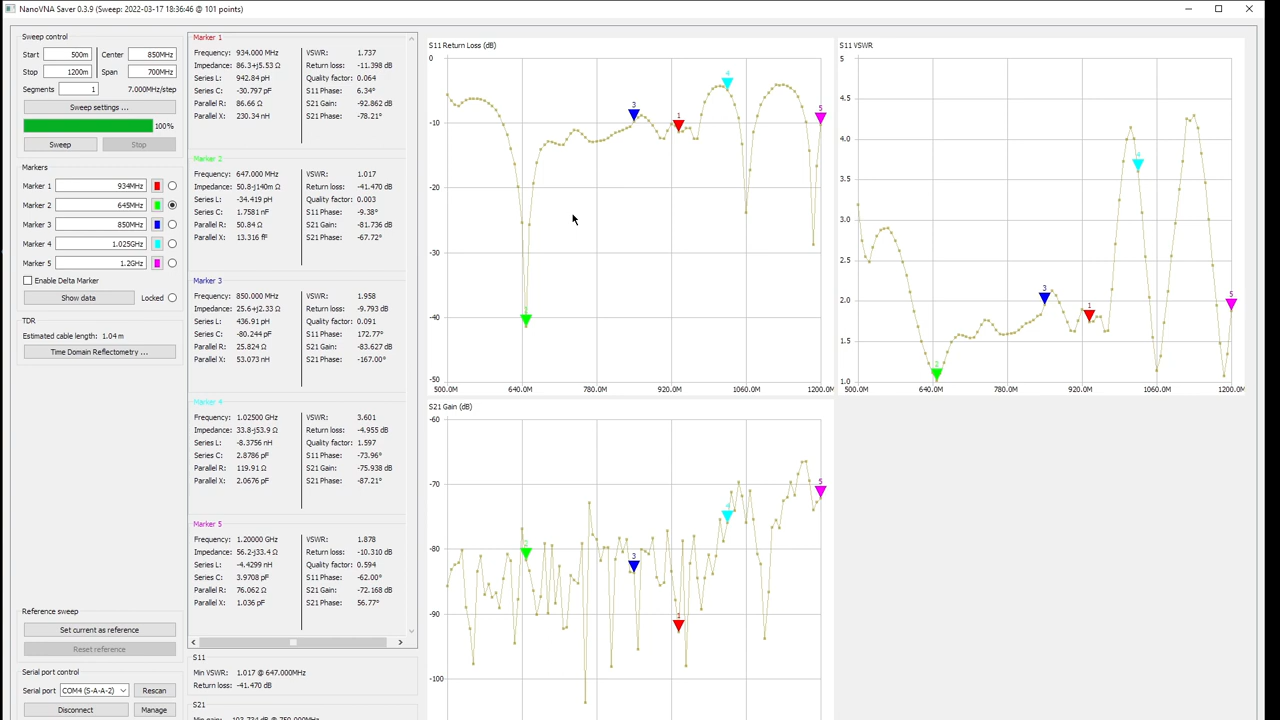 NanoVNA Saver 0.3.9 (Sweep: 2022-03-17 18:36:46 @ 101 points)
Sweep control
Start 500m Center 850MHz
Stop 1200m Span 700MHz
Segments 1 7.000MHz/step
Sweep settings ...
100%
Sweep Stop
Markers
Marker 1 934MHz
Marker 2 645MHz
Marker 3 850MHz
Marker 4 1.025GHz
Marker 5 1.2GHz
Enable Delta Marker
Show data Locked
TDR
Estimated cable length: 1.04 m
Time Domain Reflectometry ...
Reference sweep
Set current as reference
Reset reference
Serial port control
Serial port COM4 (S-A-A-2) Rescan
Disconnect Manage
Marker 1
Frequency: 934.000 MHz VSWR: 1.737
Impedance: 86.3+j5.53 Ω Return loss: -11.398 dB
Series L: 942.84 pH Quality factor: 0.064
Series C: -30.797 pF S11 Phase: 6.34°
Parallel R: 86.66 Ω S21 Gain: -92.862 dB
Parallel X: 230.34 nH S21 Phase: -78.21°
Marker 2
Frequency: 647.000 MHz VSWR: 1.017
Impedance: 50.8-j140m Ω Return loss: -41.470 dB
Series L: -34.419 pH Quality factor: 0.003
Series C: 1.7581 nF S11 Phase: -9.38°
Parallel R: 50.84 Ω S21 Gain: -81.736 dB
Parallel X: 13.316 fF S21 Phase: -67.72°
Marker 3
Frequency: 850.000 MHz VSWR: 1.958
Impedance: 25.6+j2.33 Ω Return loss: -9.793 dB
Series L: 436.91 pH Quality factor: 0.091
Series C: -80.244 pF S11 Phase: 172.77°
Parallel R: 25.824 Ω S21 Gain: -83.627 dB
Parallel X: 53.073 nH S21 Phase: -167.00°
Marker 4
Frequency: 1.02500 GHz VSWR: 3.601
Impedance: 33.8-j53.9 Ω Return loss: -4.955 dB
Series L: -8.3756 nH Quality factor: 1.597
Series C: 2.8786 pF S11 Phase: -73.96°
Parallel R: 119.91 Ω S21 Gain: -75.938 dB
Parallel X: 2.0676 pF S21 Phase: -87.21°
Marker 5
Frequency: 1.20000 GHz VSWR: 1.878
Impedance: 56.2-j33.4 Ω Return loss: -10.310 dB
Series L: -4.4299 nH Quality factor: 0.594
Series C: 3.9708 pF S11 Phase: -62.00°
Parallel R: 76.062 Ω S21 Gain: -72.168 dB
Parallel X: 1.036 pF S21 Phase: 56.77°
S11
Min VSWR: 1.017 @ 647.000MHz
Return loss: -41.470 dB
S21
S11 Return Loss (dB)
0
-10
-20
-30
-40
-50
500.0M 640.0M 780.0M 920.0M 1060.0M 1200.0M
1
2
3
4
5
S11 VSWR
5
4.5
4.0
3.5
3.0
2.5
2.0
1.5
1.0
500.0M 640.0M 780.0M 920.0M 1060.0M 1200.0M
1
2
3
4
5
S21 Gain (dB)
-60
-70
-80
-90
-100
1
2
3
4
5